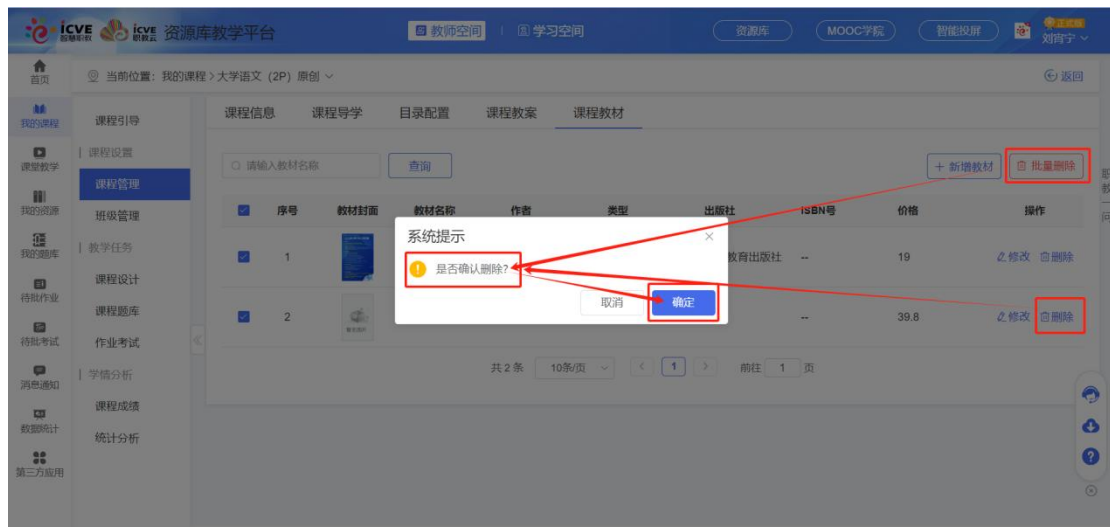 icve 智慧职教 icve 职教云 资源库教学平台 教师空间 学习空间 资源库 MOOC学院 智能投屏 正式版
刘宵宁
首页 当前位置：我的课程>大学语文 (2P) 原创 返回
我的课程 课程引导 课程信息 课程导学 目录配置 课程教案 课程教材
课堂教学 课程设置 请输入教材名称 查询 + 新增教材 批量删除
课程管理
我的资源 班级管理 序号 教材封面 教材名称 作者 类型 出版社 ISBN号 价格 操作
系统提示
我的题库 教学任务 1 是否确认删除? 教育出版社 -- 19 修改 删除
课程设计
待批作业 取消 确定
课程题库 2 -- 39.8 修改 删除
待批考试 作业考试
学情分析 共 2 条 10条/页 1 前往 1 页
消息通知
课程成绩
数据统计
统计分析
第三方应用